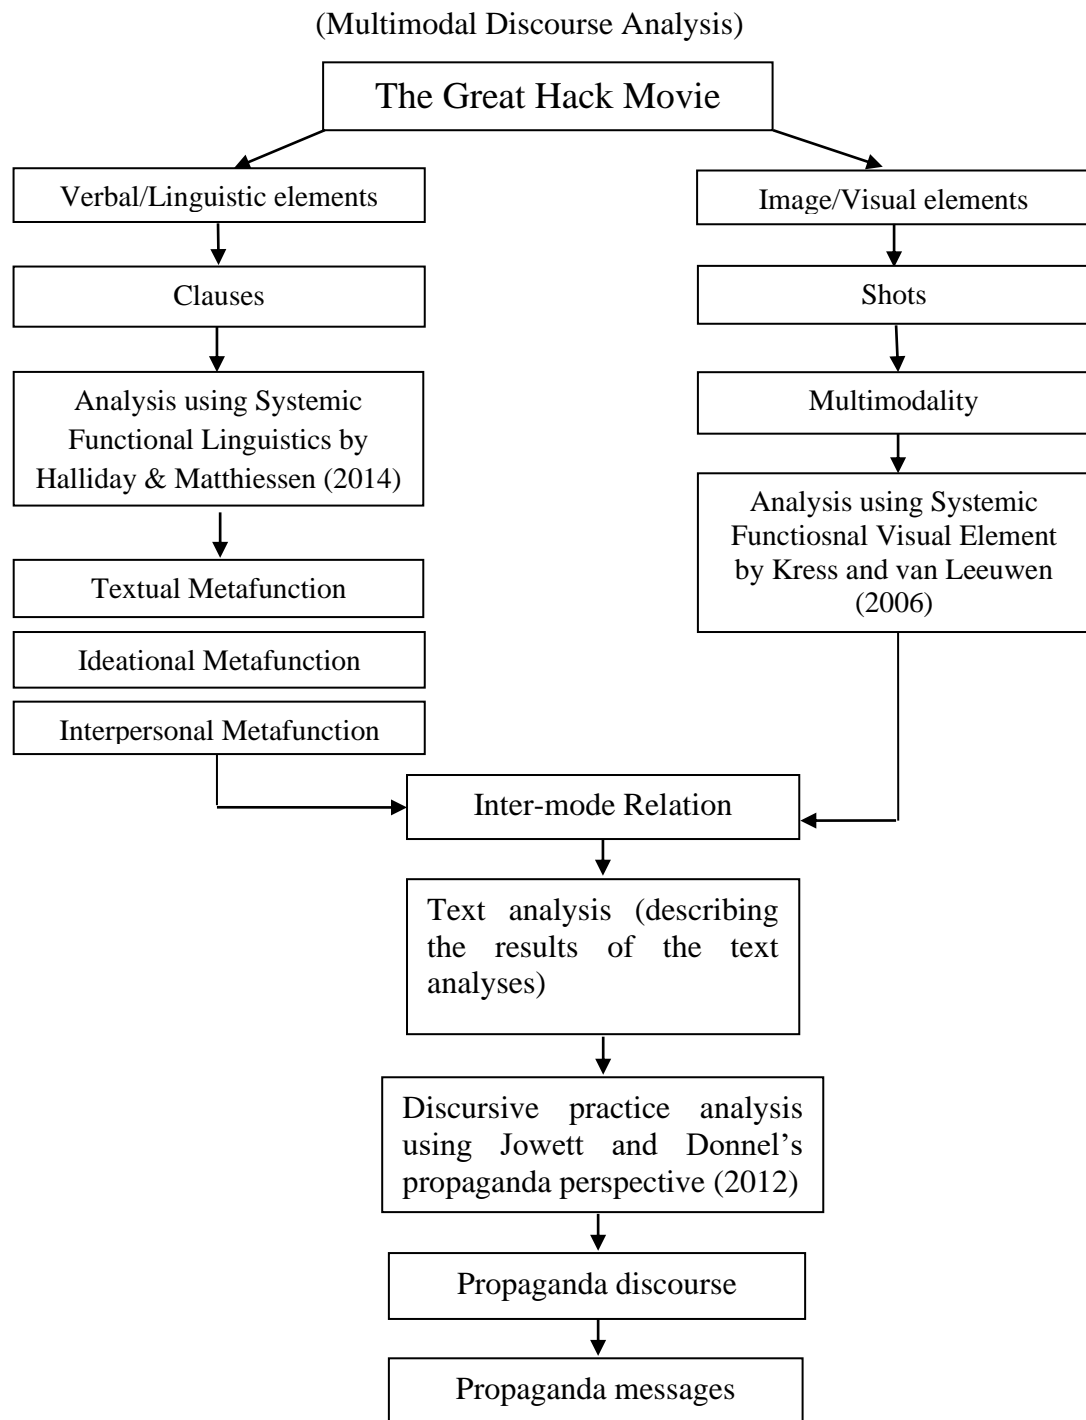 (Multimodal Discourse Analysis)
The Great Hack Movie
Verbal/Linguistic elements
Clauses
Analysis using Systemic
Functional Linguistics by
Halliday & Matthiessen (2014)
Textual Metafunction
Ideational Metafunction
Interpersonal Metafunction
Image/Visual elements
Shots
Multimodality
Analysis using Systemic
Functiosnal Visual Element
by Kress and van Leeuwen
(2006)
Inter-mode Relation
Text analysis (describing
the results of the text
analyses)
Discursive practice analysis
using Jowett and Donnel’s
propaganda perspective (2012)
Propaganda discourse
Propaganda messages